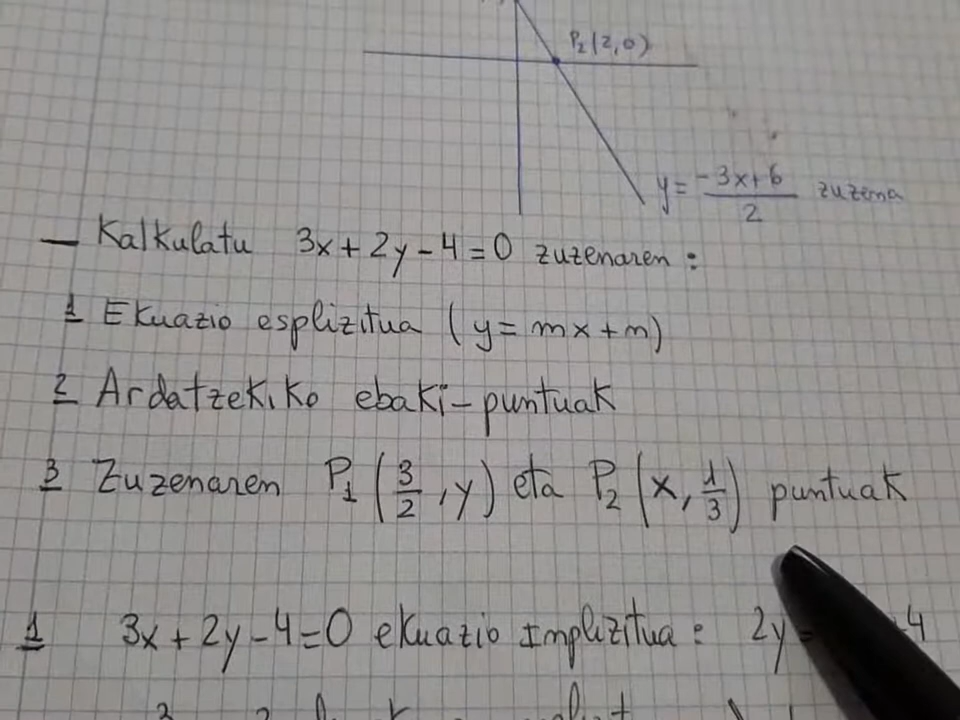 P₂(2,0)
y = (-3x+6)/2 zuzena
— Kalkulatu 3x + 2y - 4 = 0 zuzenaren :
1 Ekuazio esplizitua (y = mx + n)
2 Ardatzekiko ebaki-puntuak
3 Zuzenaren P₁(3/2, y) eta P₂(x, 1/3) puntuak
1 3x + 2y - 4 = 0 ekuazio Implizitua : 2y = +4